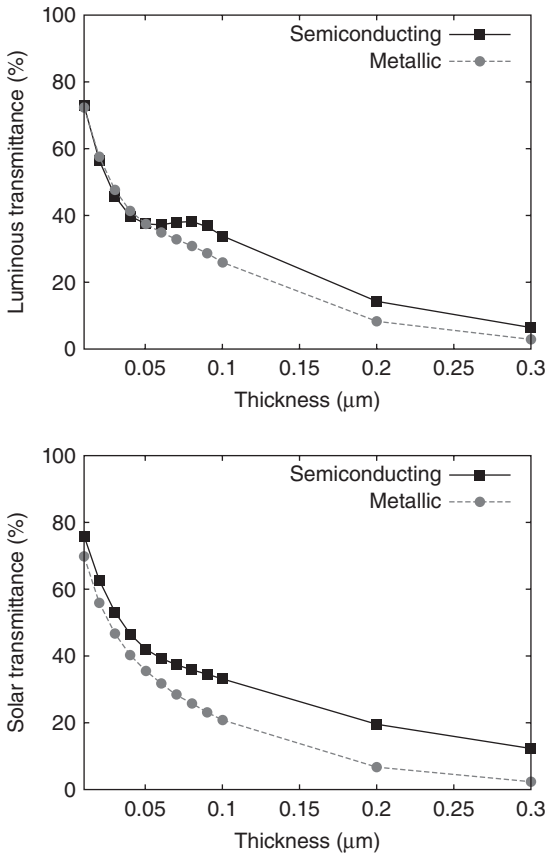 100
80
60
40
20
0
Luminous transmittance (%)
Semiconducting
Metallic
0.05 0.1 0.15 0.2 0.25 0.3
Thickness (μm)
100
80
60
40
20
0
Solar transmittance (%)
Semiconducting
Metallic
0.05 0.1 0.15 0.2 0.25 0.3
Thickness (μm)